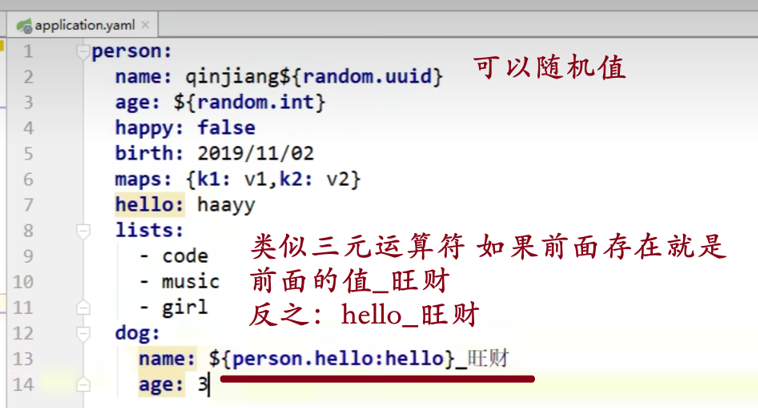 application.yaml
1 person:
2 name: qinjiang${random.uuid} 可以随机值
3 age: ${random.int}
4 happy: false
5 birth: 2019/11/02
6 maps: {k1: v1,k2: v2}
7 hello: haayy
8 lists:
9 - code 类似三元运算符 如果前面存在就是
10 - music 前面的值_旺财
11 - girl 反之：hello_旺财
12 dog:
13 name: ${person.hello:hello}_旺财
14 age: 3